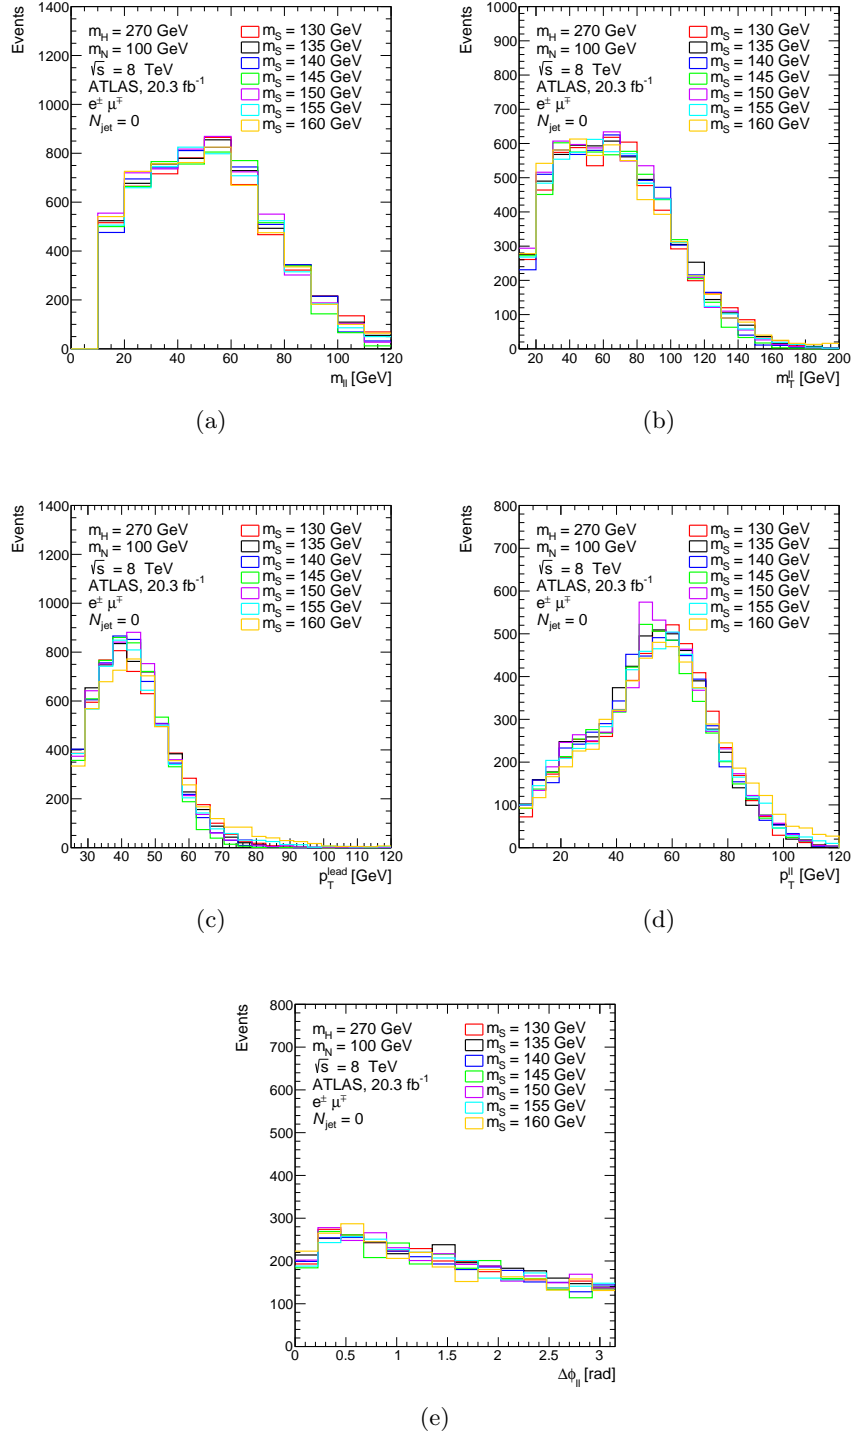 Events
1400
1200
1000
800
600
400
200
0
m_H = 270 GeV
m_N = 100 GeV
√s = 8 TeV
ATLAS, 20.3 fb⁻¹
e± μ∓
N_jet = 0
m_S = 130 GeV
m_S = 135 GeV
m_S = 140 GeV
m_S = 145 GeV
m_S = 150 GeV
m_S = 155 GeV
m_S = 160 GeV
0 20 40 60 80 100 120
m_ll [GeV]
(a)
Events
1000
900
800
700
600
500
400
300
200
100
0
m_H = 270 GeV
m_N = 100 GeV
√s = 8 TeV
ATLAS, 20.3 fb⁻¹
e± μ∓
N_jet = 0
m_S = 130 GeV
m_S = 135 GeV
m_S = 140 GeV
m_S = 145 GeV
m_S = 150 GeV
m_S = 155 GeV
m_S = 160 GeV
20 40 60 80 100 120 140 160 180 200
m_T^ll [GeV]
(b)
Events
1400
1200
1000
800
600
400
200
0
m_H = 270 GeV
m_N = 100 GeV
√s = 8 TeV
ATLAS, 20.3 fb⁻¹
e± μ∓
N_jet = 0
m_S = 130 GeV
m_S = 135 GeV
m_S = 140 GeV
m_S = 145 GeV
m_S = 150 GeV
m_S = 155 GeV
m_S = 160 GeV
30 40 50 60 70 80 90 100 110 120
p_T^lead [GeV]
(c)
Events
800
700
600
500
400
300
200
100
0
m_H = 270 GeV
m_N = 100 GeV
√s = 8 TeV
ATLAS, 20.3 fb⁻¹
e± μ∓
N_jet = 0
m_S = 130 GeV
m_S = 135 GeV
m_S = 140 GeV
m_S = 145 GeV
m_S = 150 GeV
m_S = 155 GeV
m_S = 160 GeV
20 40 60 80 100 120
p_T^ll [GeV]
(d)
Events
800
700
600
500
400
300
200
100
0
m_H = 270 GeV
m_N = 100 GeV
√s = 8 TeV
ATLAS, 20.3 fb⁻¹
e± μ∓
N_jet = 0
m_S = 130 GeV
m_S = 135 GeV
m_S = 140 GeV
m_S = 145 GeV
m_S = 150 GeV
m_S = 155 GeV
m_S = 160 GeV
0 0.5 1 1.5 2 2.5 3
Δϕ_ll [rad]
(e)